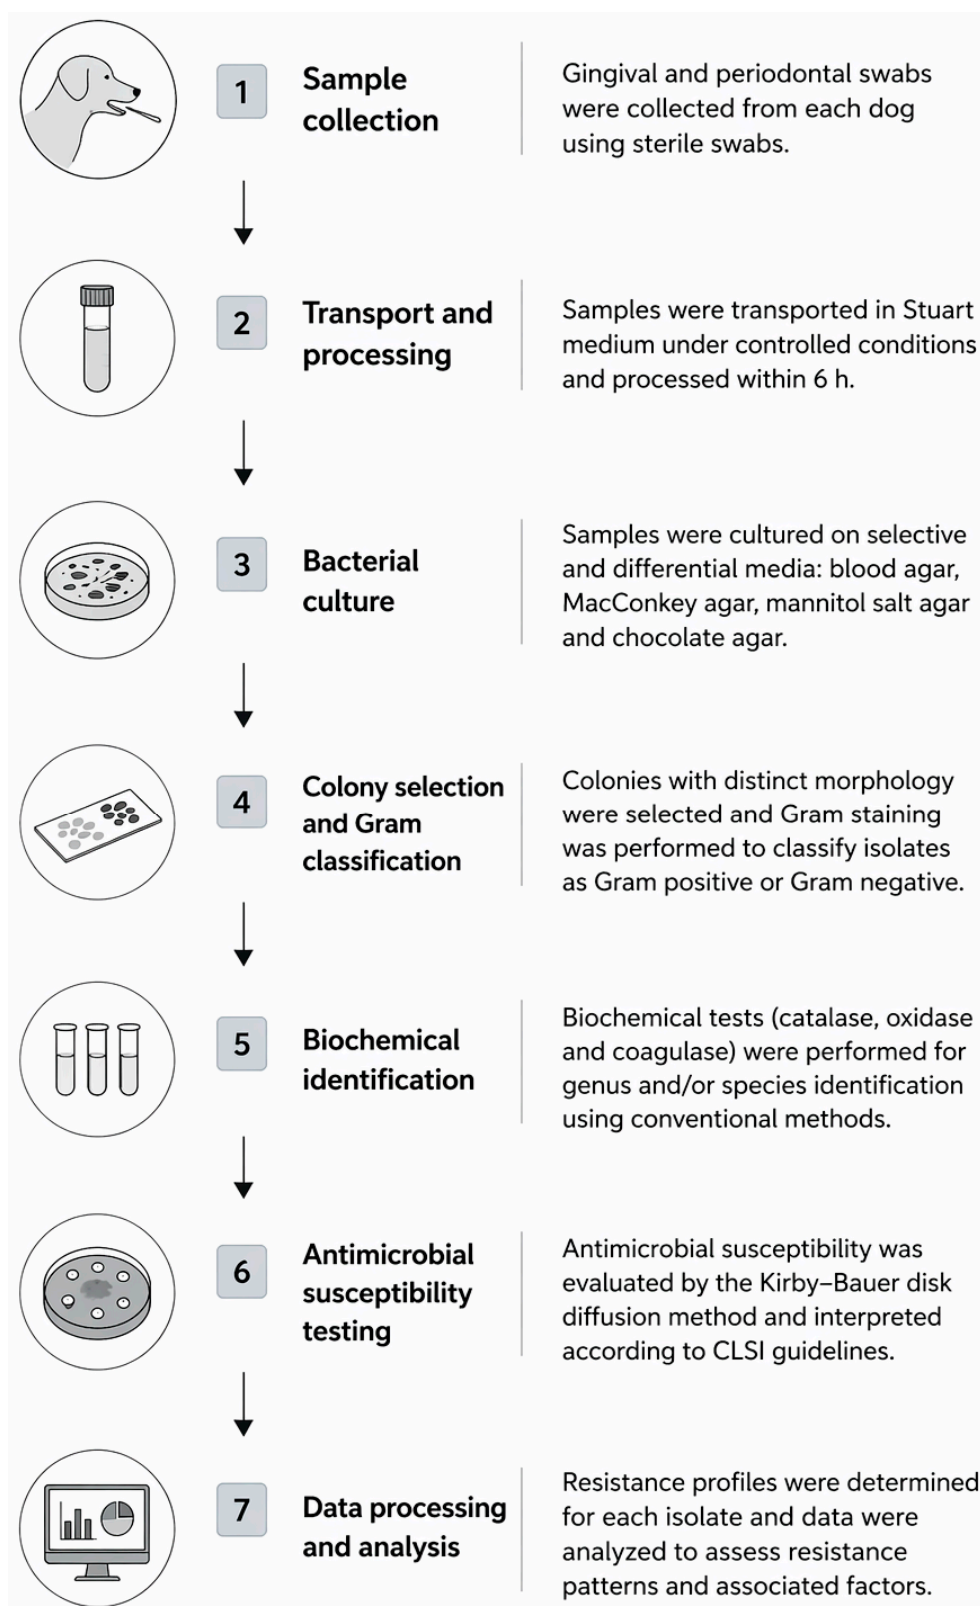 1
Sample
collection
Gingival and periodontal swabs
were collected from each dog
using sterile swabs.
2
Transport and
processing
Samples were transported in Stuart
medium under controlled conditions
and processed within 6 h.
3
Bacterial
culture
Samples were cultured on selective
and differential media: blood agar,
MacConkey agar, mannitol salt agar
and chocolate agar.
4
Colony selection
and Gram
classification
Colonies with distinct morphology
were selected and Gram staining
was performed to classify isolates
as Gram positive or Gram negative.
5
Biochemical
identification
Biochemical tests (catalase, oxidase
and coagulase) were performed for
genus and/or species identification
using conventional methods.
6
Antimicrobial
susceptibility
testing
Antimicrobial susceptibility was
evaluated by the Kirby–Bauer disk
diffusion method and interpreted
according to CLSI guidelines.
7
Data processing
and analysis
Resistance profiles were determined
for each isolate and data were
analyzed to assess resistance
patterns and associated factors.